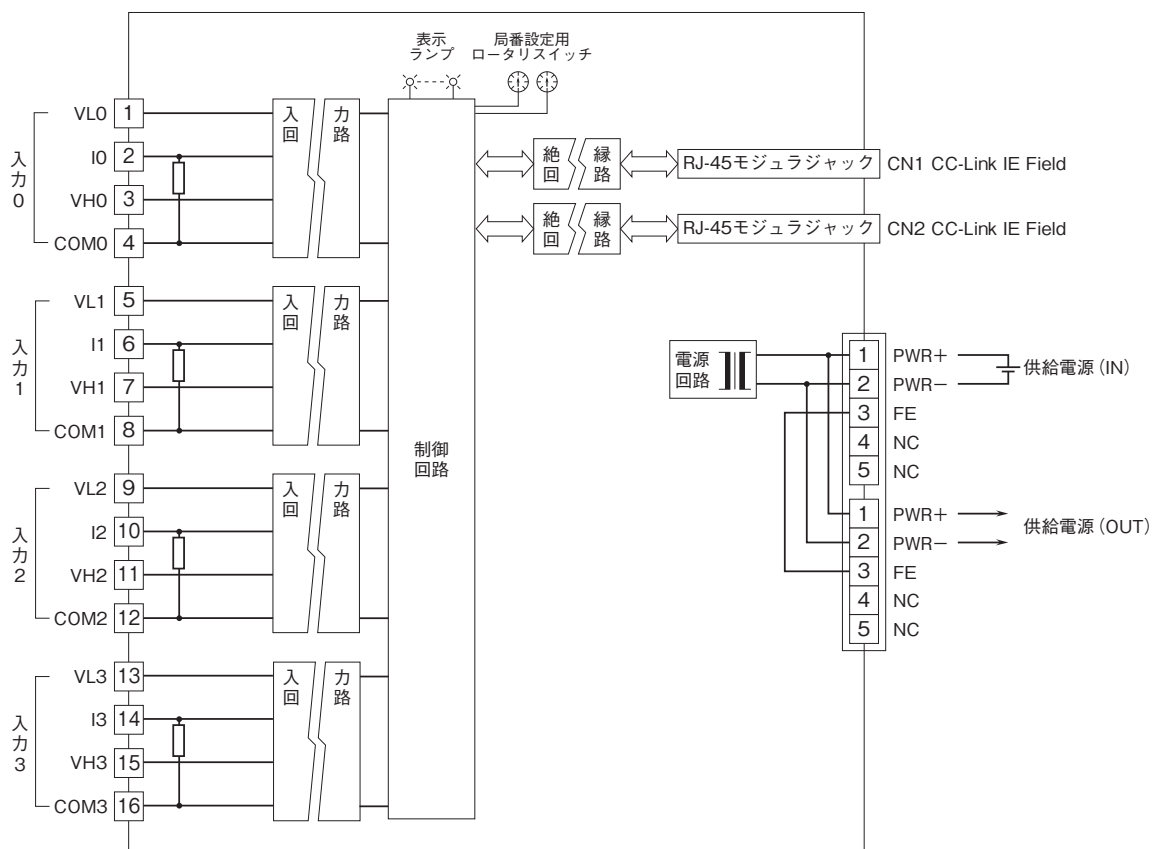 表示
ランプ
局番設定用
ロータリスイッチ
入力0
VL0 1
I0 2
VH0 3
COM0 4
入 力
回 路
絶 縁
回 路
RJ-45モジュラジャック
CN1 CC-Link IE Field
絶 縁
回 路
RJ-45モジュラジャック
CN2 CC-Link IE Field
入力1
VL1 5
I1 6
VH1 7
COM1 8
入 力
回 路
制御
回路
入力2
VL2 9
I2 10
VH2 11
COM2 12
入 力
回 路
入力3
VL3 13
I3 14
VH3 15
COM3 16
入 力
回 路
電源
回路
1 PWR+
2 PWR−
3 FE
4 NC
5 NC
供給電源(IN)
1 PWR+
2 PWR−
3 FE
4 NC
5 NC
供給電源(OUT)